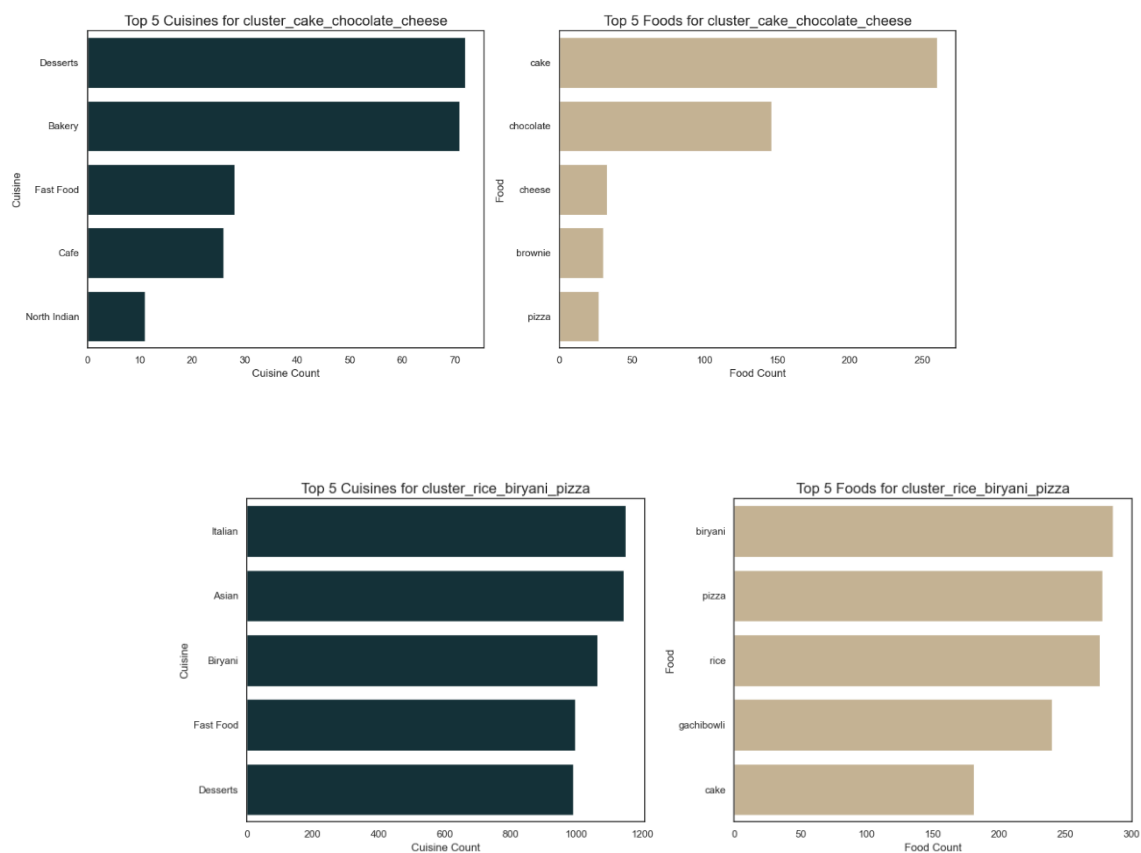 Top 5 Cuisines for cluster_cake_chocolate_cheese
Desserts
Bakery
Fast Food
Cafe
North Indian
Cuisine
0 10 20 30 40 50 60 70
Cuisine Count
Top 5 Foods for cluster_cake_chocolate_cheese
cake
chocolate
cheese
brownie
pizza
Food
0 50 100 150 200 250
Food Count
Top 5 Cuisines for cluster_rice_biryani_pizza
Italian
Asian
Biryani
Fast Food
Desserts
Cuisine
0 200 400 600 800 1000 1200
Cuisine Count
Top 5 Foods for cluster_rice_biryani_pizza
biryani
pizza
rice
gachibowli
cake
Food
0 50 100 150 200 250 300
Food Count